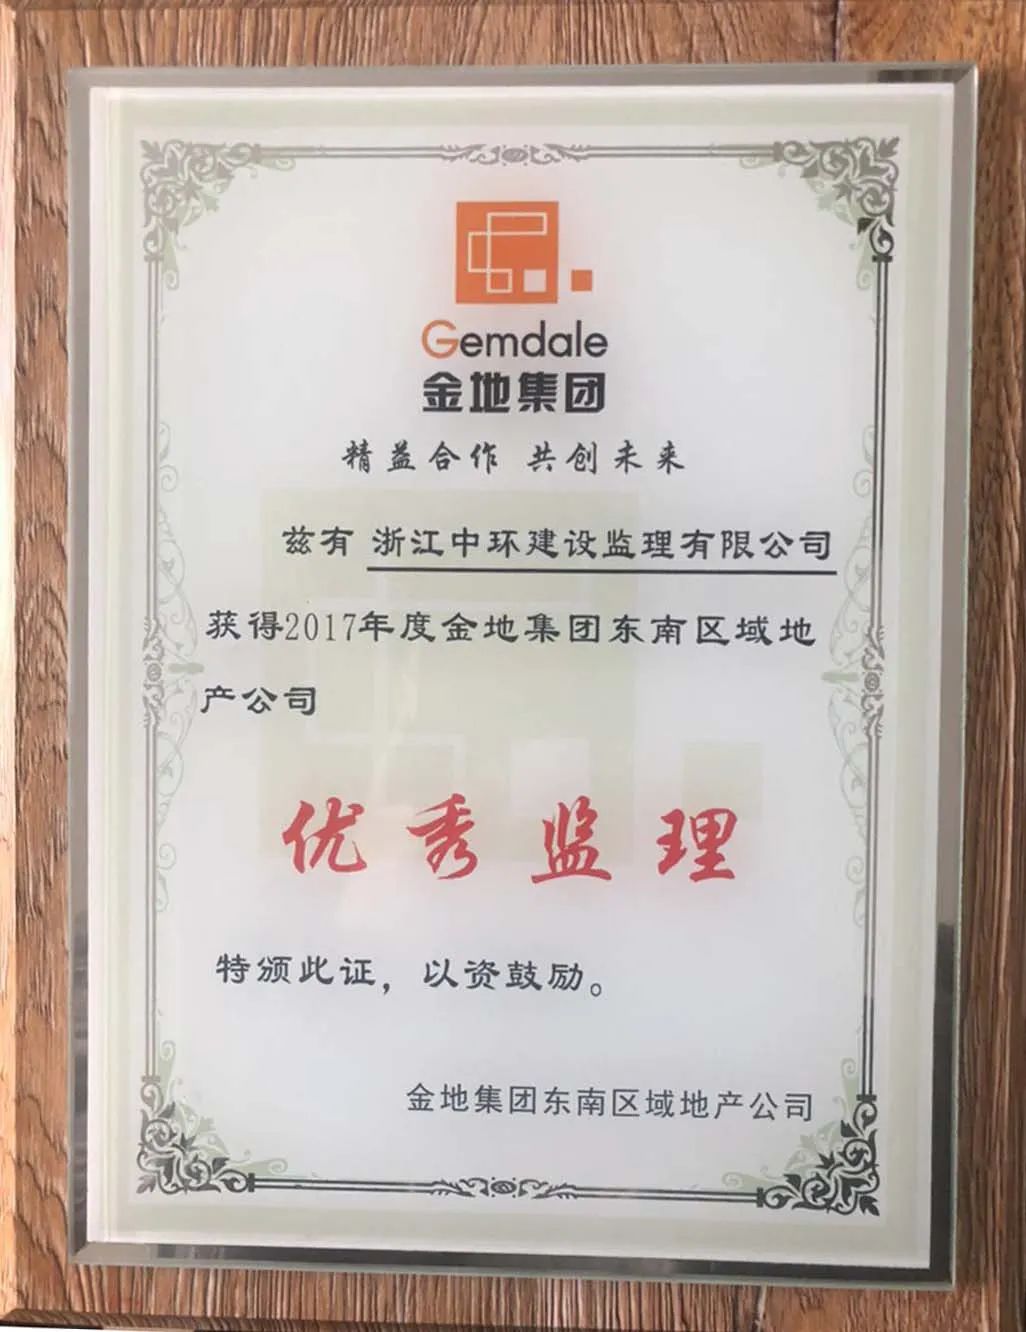 Gemdale
金地集团
精益合作 共创未来
兹有 浙江中环建设监理有限公司
获得2017年度金地集团东南区域地
产公司
优秀监理
特颁此证，以资鼓励。
金地集团东南区域地产公司